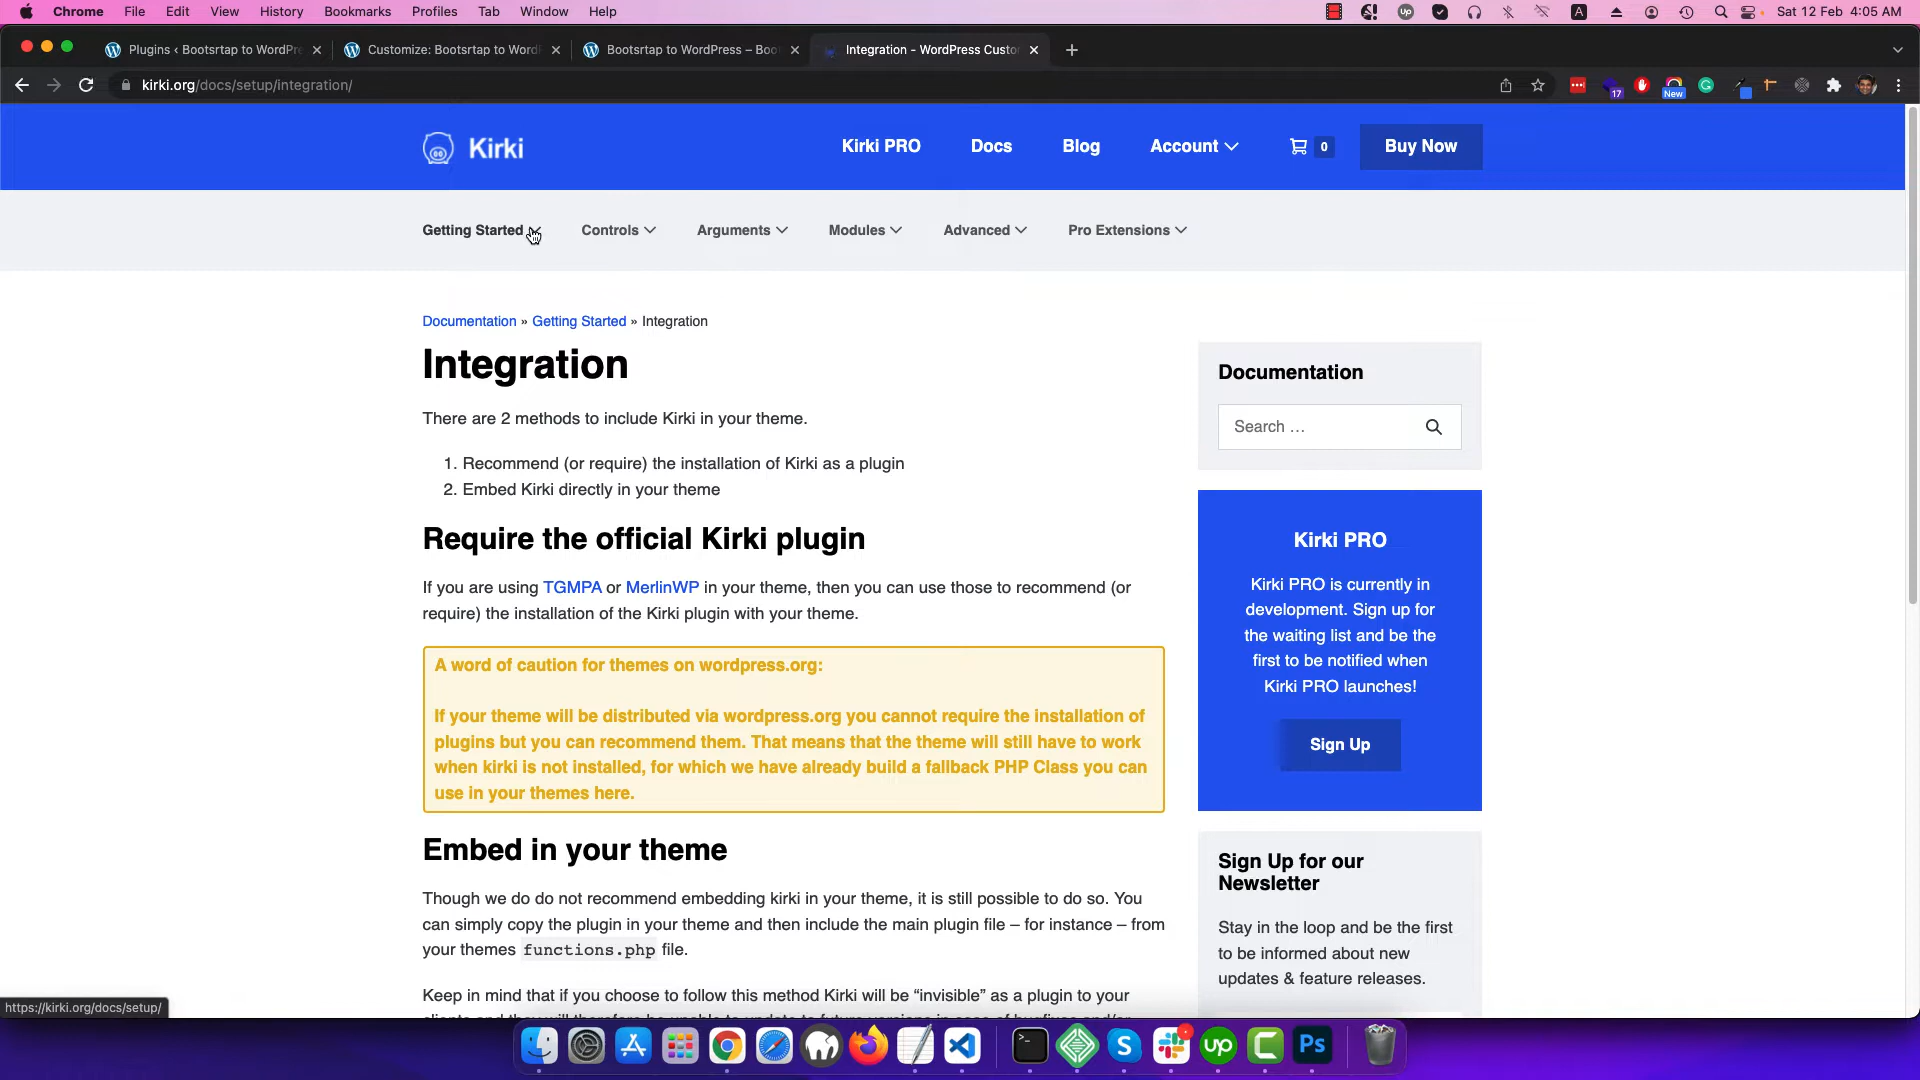 Chrome File Edit View History Bookmarks Profiles Tab Window Help
Sat 12 Feb 4:05 AM
Plugins ‹ Bootsrtap to WordPre
Customize: Bootsrtap to Word
Bootsrtap to WordPress – Boo
Integration - WordPress Custo
kirki.org/docs/setup/integration/
17
New
Kirki
Kirki PRO Docs Blog Account 0 Buy Now
Getting Started Controls Arguments Modules Advanced Pro Extensions
Documentation » Getting Started » Integration
Integration
There are 2 methods to include Kirki in your theme.
1. Recommend (or require) the installation of Kirki as a plugin
2. Embed Kirki directly in your theme
Require the official Kirki plugin
If you are using TGMPA or MerlinWP in your theme, then you can use those to recommend (or
require) the installation of the Kirki plugin with your theme.
A word of caution for themes on wordpress.org:
If your theme will be distributed via wordpress.org you cannot require the installation of
plugins but you can recommend them. That means that the theme will still have to work
when kirki is not installed, for which we have already build a fallback PHP Class you can
use in your themes here.
Embed in your theme
Though we do do not recommend embedding kirki in your theme, it is still possible to do so. You
can simply copy the plugin in your theme and then include the main plugin file – for instance – from
your themes functions.php file.
Keep in mind that if you choose to follow this method Kirki will be “invisible” as a plugin to your
Documentation
Search …
Kirki PRO
Kirki PRO is currently in
development. Sign up for
the waiting list and be the
first to be notified when
Kirki PRO launches!
Sign Up
Sign Up for our
Newsletter
Stay in the loop and be the first
to be informed about new
updates & feature releases.
https://kirki.org/docs/setup/
up
Ps